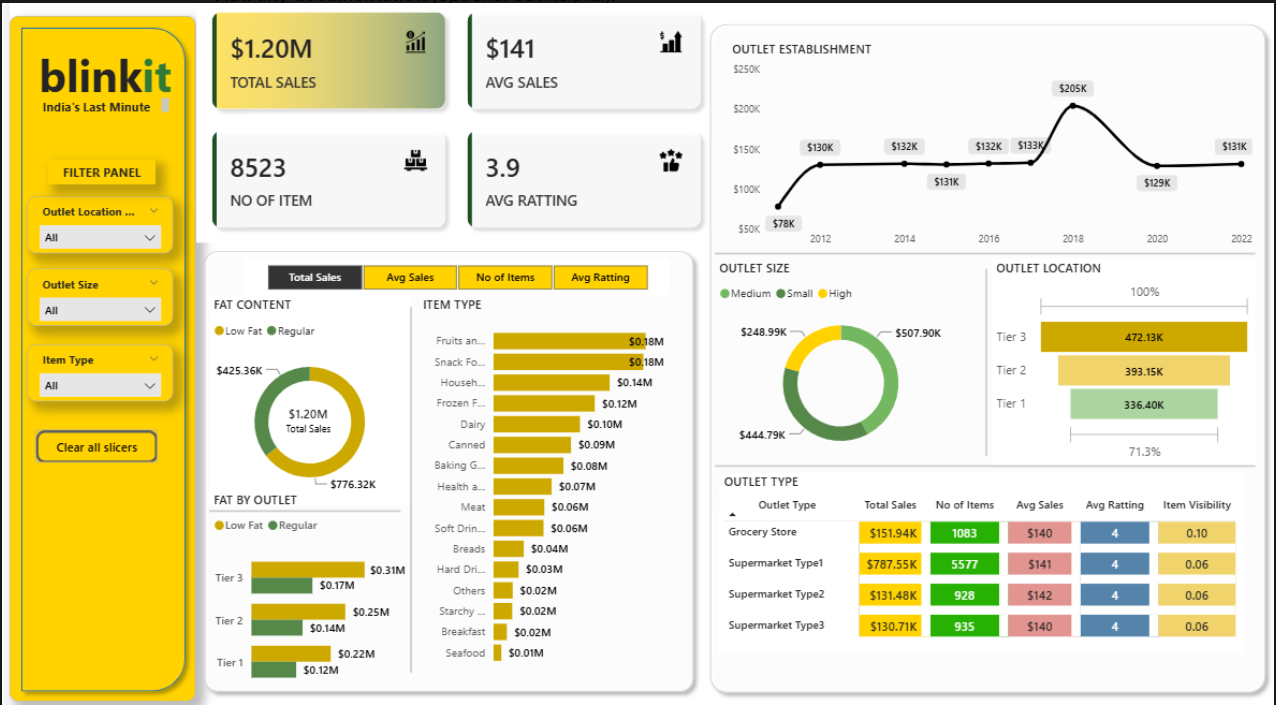 blinkit
India's Last Minute
FILTER PANEL
Outlet Location ...
All
Outlet Size
All
Item Type
All
Clear all slicers
$1.20M
TOTAL SALES
$141
AVG SALES
8523
NO OF ITEM
3.9
AVG RATTING
Total Sales
Avg Sales
No of Items
Avg Ratting
FAT CONTENT
Low Fat
Regular
$425.36K
$1.20M
Total Sales
$776.32K
FAT BY OUTLET
Low Fat
Regular
Tier 3
$0.31M
$0.17M
Tier 2
$0.25M
$0.14M
Tier 1
$0.22M
$0.12M
ITEM TYPE
Fruits an... $0.18M
Snack Fo... $0.18M
Househ... $0.14M
Frozen F... $0.12M
Dairy $0.10M
Canned $0.09M
Baking G... $0.08M
Health a... $0.07M
Meat $0.06M
Soft Drin... $0.06M
Breads $0.04M
Hard Dri... $0.03M
Others $0.02M
Starchy ... $0.02M
Breakfast $0.02M
Seafood $0.01M
OUTLET ESTABLISHMENT
$250K
$200K
$150K
$100K
$50K
$78K
$130K
$132K
$131K
$132K
$133K
$205K
$129K
$131K
2012 2014 2016 2018 2020 2022
OUTLET SIZE
Medium Small High
$248.99K
$507.90K
$444.79K
OUTLET LOCATION
100%
Tier 3 472.13K
Tier 2 393.15K
Tier 1 336.40K
71.3%
OUTLET TYPE
Outlet Type Total Sales No of Items Avg Sales Avg Ratting Item Visibility
Grocery Store $151.94K 1083 $140 4 0.10
Supermarket Type1 $787.55K 5577 $141 4 0.06
Supermarket Type2 $131.48K 928 $142 4 0.06
Supermarket Type3 $130.71K 935 $140 4 0.06